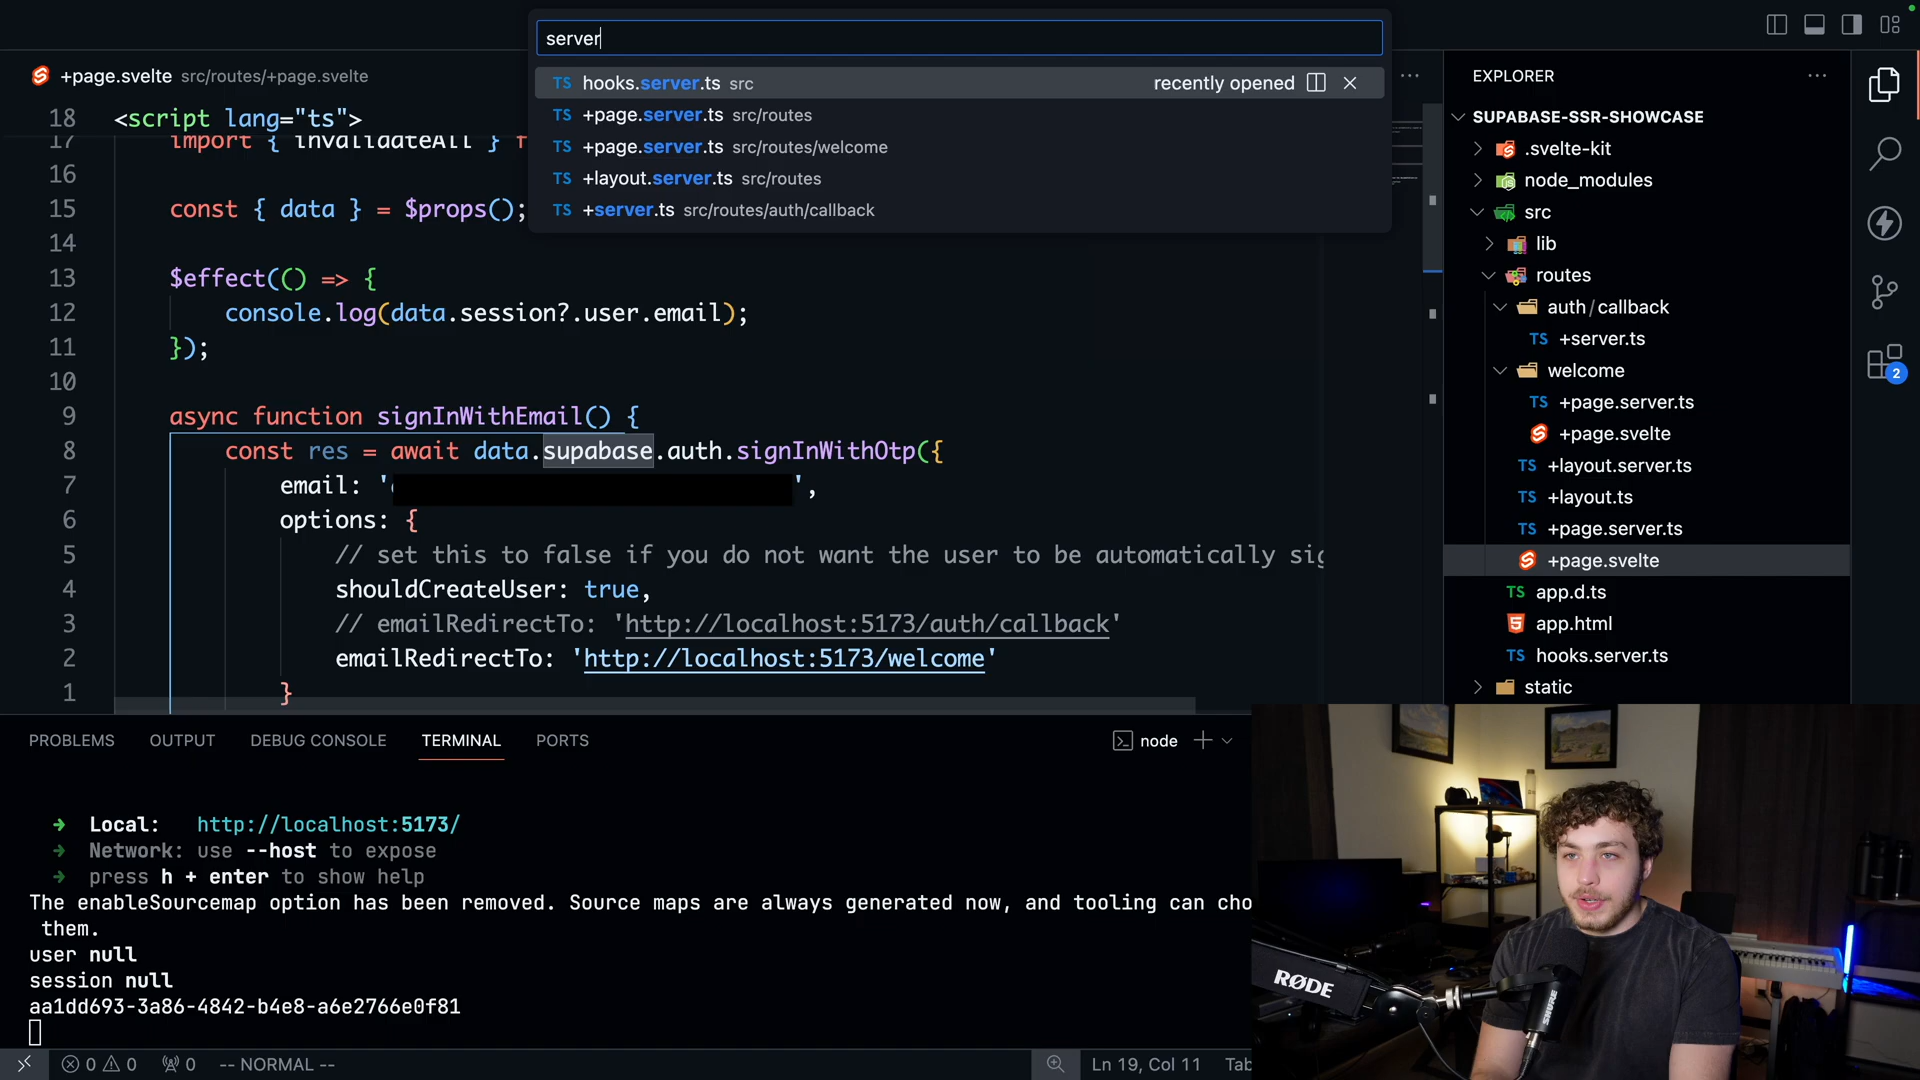 server
TS hooks.server.ts src recently opened
TS +page.server.ts src/routes
TS +page.server.ts src/routes/welcome
TS +layout.server.ts src/routes
TS +server.ts src/routes/auth/callback
+page.svelte src/routes/+page.svelte
18 <script lang="ts">
17 import { invalidateAll } f
16
15 const { data } = $props();
14
13 $effect(() => {
12 console.log(data.session?.user.email);
11 });
10
9 async function signInWithEmail() {
8 const res = await data.supabase.auth.signInWithOtp({
7 email: '',
6 options: {
5 // set this to false if you do not want the user to be automatically sig
4 shouldCreateUser: true,
3 // emailRedirectTo: 'http://localhost:5173/auth/callback'
2 emailRedirectTo: 'http://localhost:5173/welcome'
1 }
EXPLORER
SUPABASE-SSR-SHOWCASE
.svelte-kit
node_modules
src
lib
routes
auth/callback
TS +server.ts
welcome
TS +page.server.ts
+page.svelte
TS +layout.server.ts
TS +layout.ts
TS +page.server.ts
+page.svelte
TS app.d.ts
5 app.html
TS hooks.server.ts
static
2
PROBLEMS OUTPUT DEBUG CONSOLE TERMINAL PORTS
node
➜ Local: http://localhost:5173/
➜ Network: use --host to expose
➜ press h + enter to show help
The enableSourcemap option has been removed. Source maps are always generated now, and tooling can cho
them.
user null
session null
aa1dd693-3a86-4842-b4e8-a6e2766e0f81
0 0 0 -- NORMAL -- Ln 19, Col 11 Tab
RØDE
SHURE